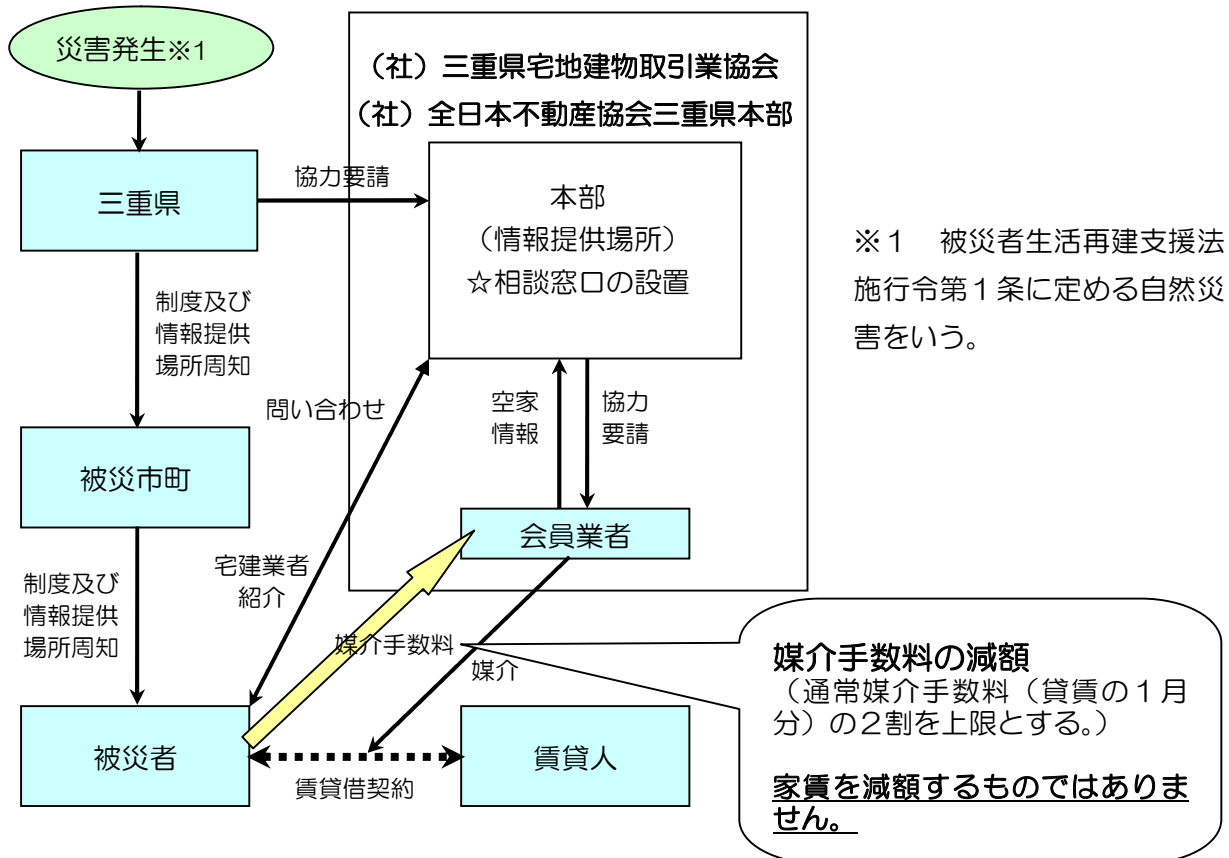 災害発生※1
（社）三重県宅地建物取引業協会
（社）全日本不動産協会三重県本部
三重県
協力要請
本部
（情報提供場所）
☆相談窓口の設置
※１　被災者生活再建支援法
施行令第１条に定める自然災
害をいう。
制度及び
情報提供
場所周知
問い合わせ
空家
情報
協力
要請
被災市町
会員業者
宅建業者
紹介
制度及び
情報提供
場所周知
媒介手数料
媒介
媒介手数料の減額
（通常媒介手数料（貸賃の１月
分）の２割を上限とする。）
家賃を減額するものではありま
せん。
被災者
賃貸人
賃貸借契約